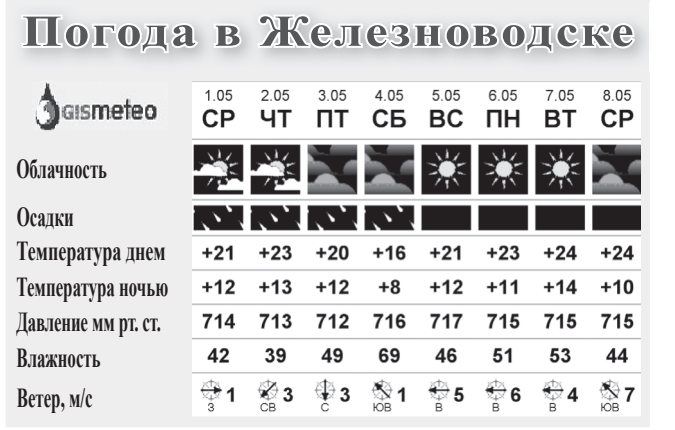 Погода в Железноводске
GISmeteo
1.05 2.05 3.05 4.05 5.05 6.05 7.05 8.05
СР ЧТ ПТ СБ ВС ПН ВТ СР
Облачность
Осадки
Температура днем +21 +23 +20 +16 +21 +23 +24 +24
Температура ночью +12 +13 +12 +8 +12 +11 +14 +10
Давление мм рт. ст. 714 713 712 716 717 715 715 715
Влажность 42 39 49 69 46 51 53 44
Ветер, м/с 1 3 3 1 5 6 4 7
З СВ С ЮВ В В В ЮВ